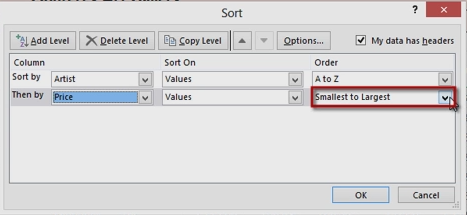 Sort
Add Level Delete Level Copy Level Options... My data has headers
Column Sort On Order
Sort by Artist Values A to Z
Then by Price Values Smallest to Largest
OK Cancel